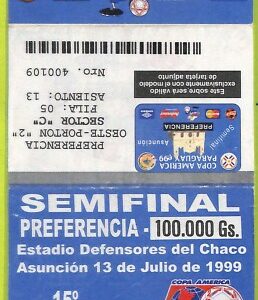 PREFERENCIA
OESTE-PORTON "2"
SECTOR "C"
FILA: 05
ASIENTO: 13
Nro. 400109
COPA AMERICA
PARAGUAY 99
Semifinal
Asunción
PREFERENCIA
Este sobre será válido
exclusivamente con el modelo
de tarjeta adjunto
SEMIFINAL
PREFERENCIA - 100.000 Gs.
Estadio Defensores del Chaco
Asunción 13 de Julio de 1999
15º
COPA AMERICA